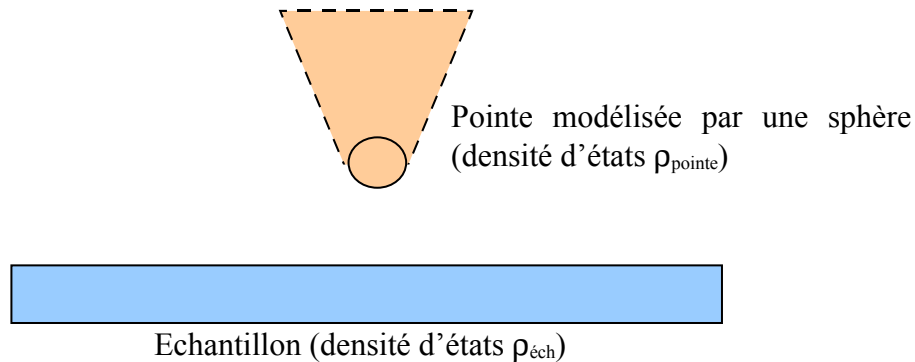 Pointe modélisée par une sphère
(densité d’états ρpointe)
Echantillon (densité d’états ρéch)